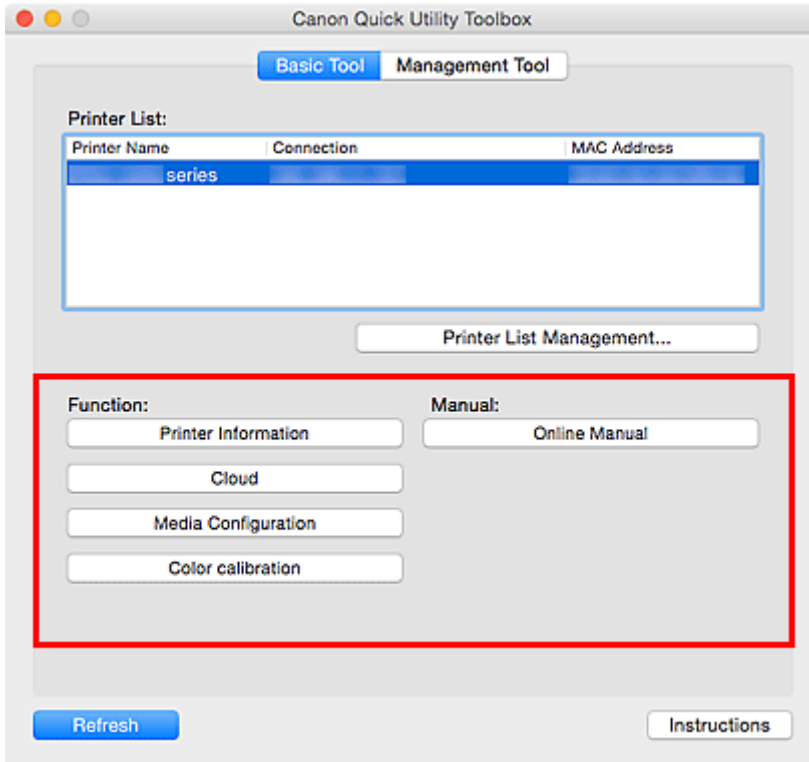 Canon Quick Utility Toolbox
Basic Tool Management Tool
Printer List:
Printer Name Connection MAC Address
series
Printer List Management...
Function: Manual:
Printer Information Online Manual
Cloud
Media Configuration
Color calibration
Refresh Instructions